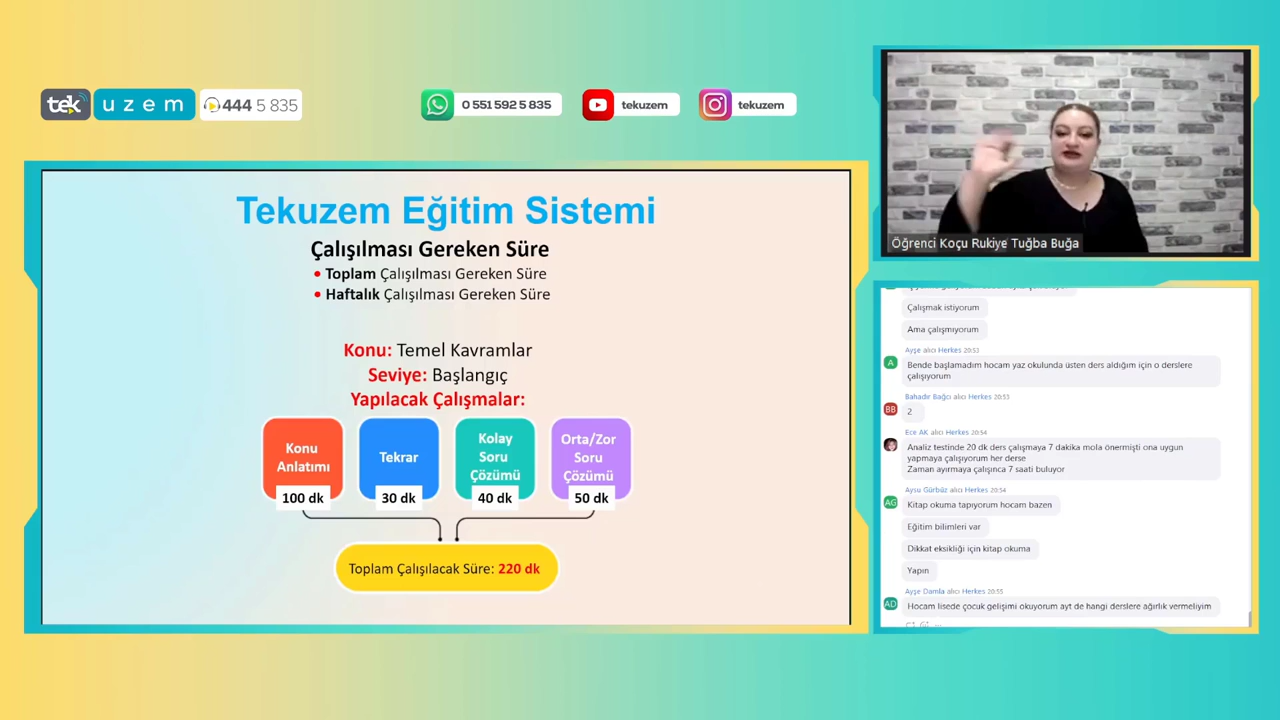 tek uzem 444 5 835
0 551 592 5 835
tekuzem
tekuzem
Tekuzem Eğitim Sistemi
Çalışılması Gereken Süre
• Toplam Çalışılması Gereken Süre
• Haftalık Çalışılması Gereken Süre
Konu: Temel Kavramlar
Seviye: Başlangıç
Yapılacak Çalışmalar:
Konu
Anlatımı
100 dk
Tekrar
30 dk
Kolay
Soru
Çözümü
40 dk
Orta/Zor
Soru
Çözümü
50 dk
Toplam Çalışılacak Süre: 220 dk
Öğrenci Koçu Rukiye Tuğba Buğa
Çalışmak istiyorum
Ama çalışmıyorum
Ayşe alıcı Herkes 20:53
A
Bende başlamadım hocam yaz okulunda üsten ders aldığım için o derslere
çalışıyorum
Bahadır Bağcı alıcı Herkes 20:53
BB
2
Ece AK alıcı Herkes 20:54
Analiz testinde 20 dk ders çalışmaya 7 dakika mola önermişti ona uygun
yapmaya çalışıyorum her derse
Zaman ayırmaya çalışınca 7 saati buluyor
Aysu Gürbüz alıcı Herkes 20:54
AG
Kitap okuma tapıyorum hocam bazen
Eğitim bilimleri var
Dikkat eksikliği için kitap okuma
Yapın
Ayşe Damla alıcı Herkes 20:55
AD
Hocam lisede çocuk gelişimi okuyorum ayt de hangi derslere ağırlık vermeliyim